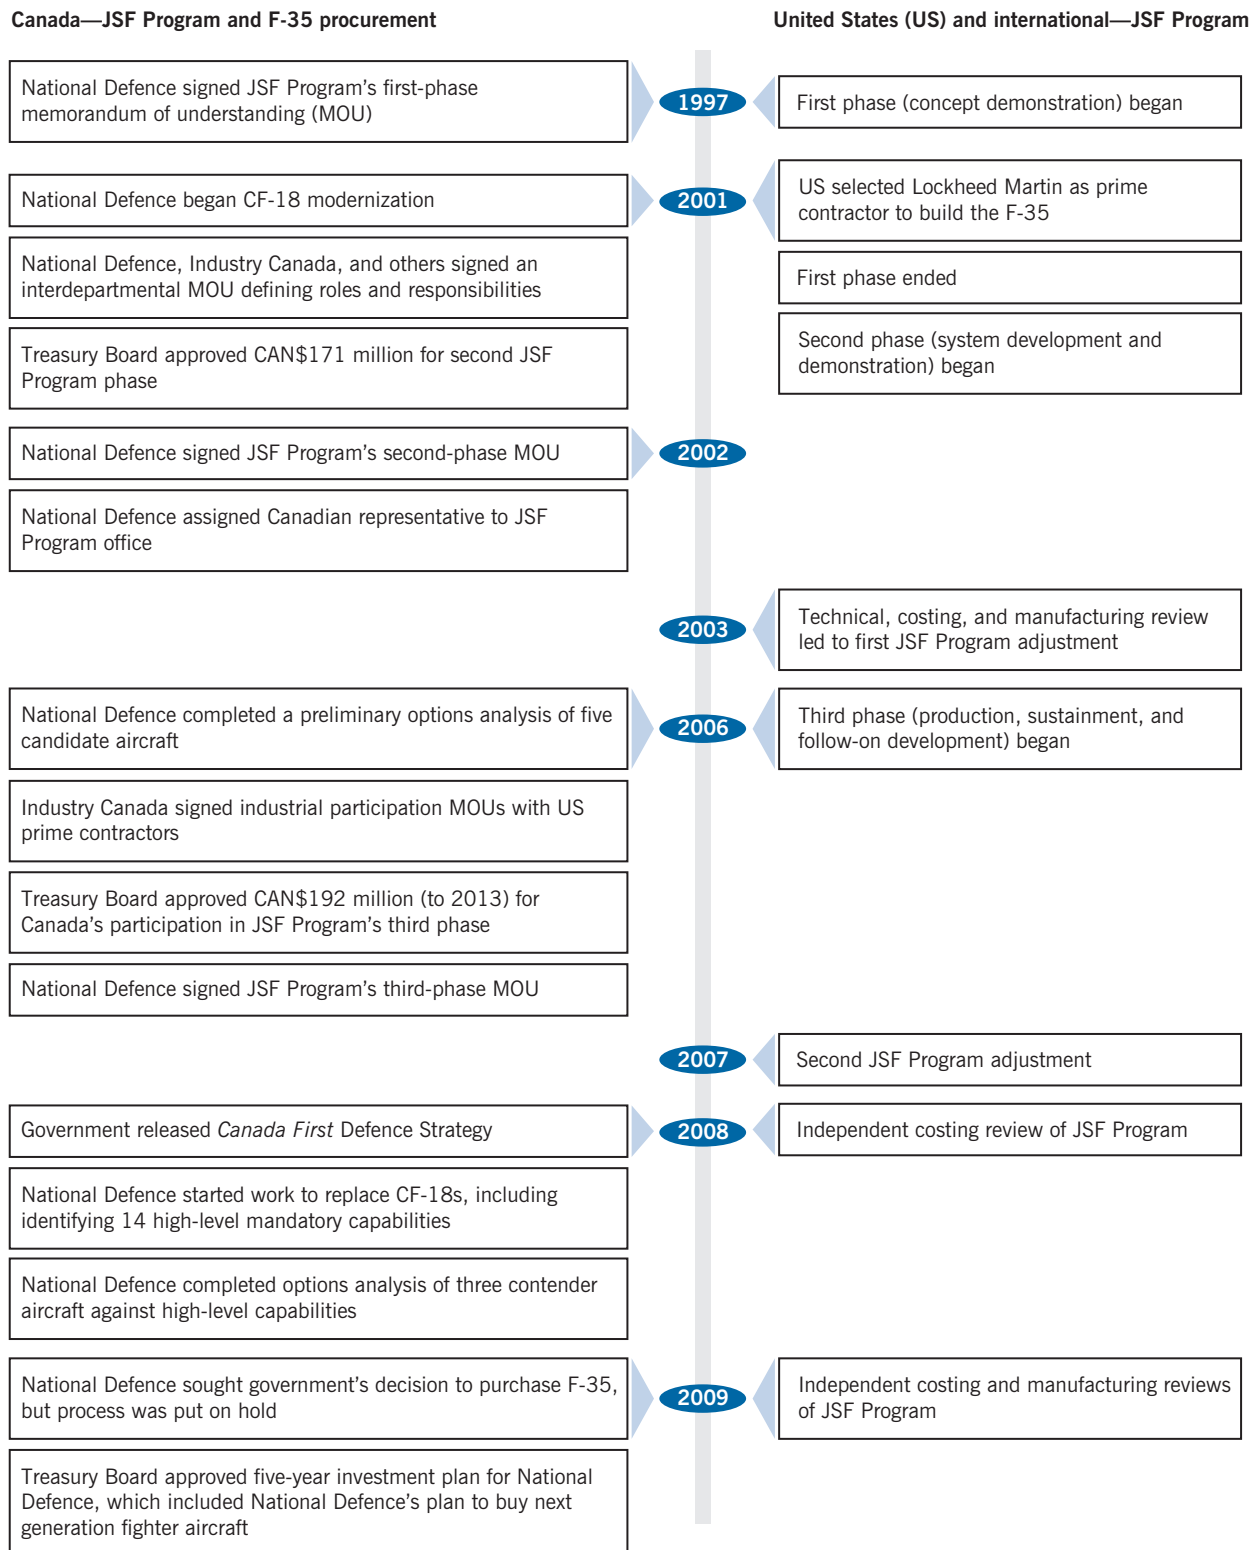 Canada—JSF Program and F-35 procurement
United States (US) and international—JSF Program
National Defence signed JSF Program's first-phase
memorandum of understanding (MOU)
1997
First phase (concept demonstration) began
National Defence began CF-18 modernization
2001
US selected Lockheed Martin as prime
contractor to build the F-35
National Defence, Industry Canada, and others signed an
interdepartmental MOU defining roles and responsibilities
First phase ended
Treasury Board approved CAN$171 million for second JSF
Program phase
Second phase (system development and
demonstration) began
National Defence signed JSF Program's second-phase MOU
2002
National Defence assigned Canadian representative to JSF
Program office
2003
Technical, costing, and manufacturing review
led to first JSF Program adjustment
National Defence completed a preliminary options analysis of five
candidate aircraft
2006
Third phase (production, sustainment, and
follow-on development) began
Industry Canada signed industrial participation MOUs with US
prime contractors
Treasury Board approved CAN$192 million (to 2013) for
Canada's participation in JSF Program's third phase
National Defence signed JSF Program's third-phase MOU
2007
Second JSF Program adjustment
Government released Canada First Defence Strategy
2008
Independent costing review of JSF Program
National Defence started work to replace CF-18s, including
identifying 14 high-level mandatory capabilities
National Defence completed options analysis of three contender
aircraft against high-level capabilities
National Defence sought government's decision to purchase F-35,
but process was put on hold
2009
Independent costing and manufacturing reviews
of JSF Program
Treasury Board approved five-year investment plan for National
Defence, which included National Defence's plan to buy next
generation fighter aircraft